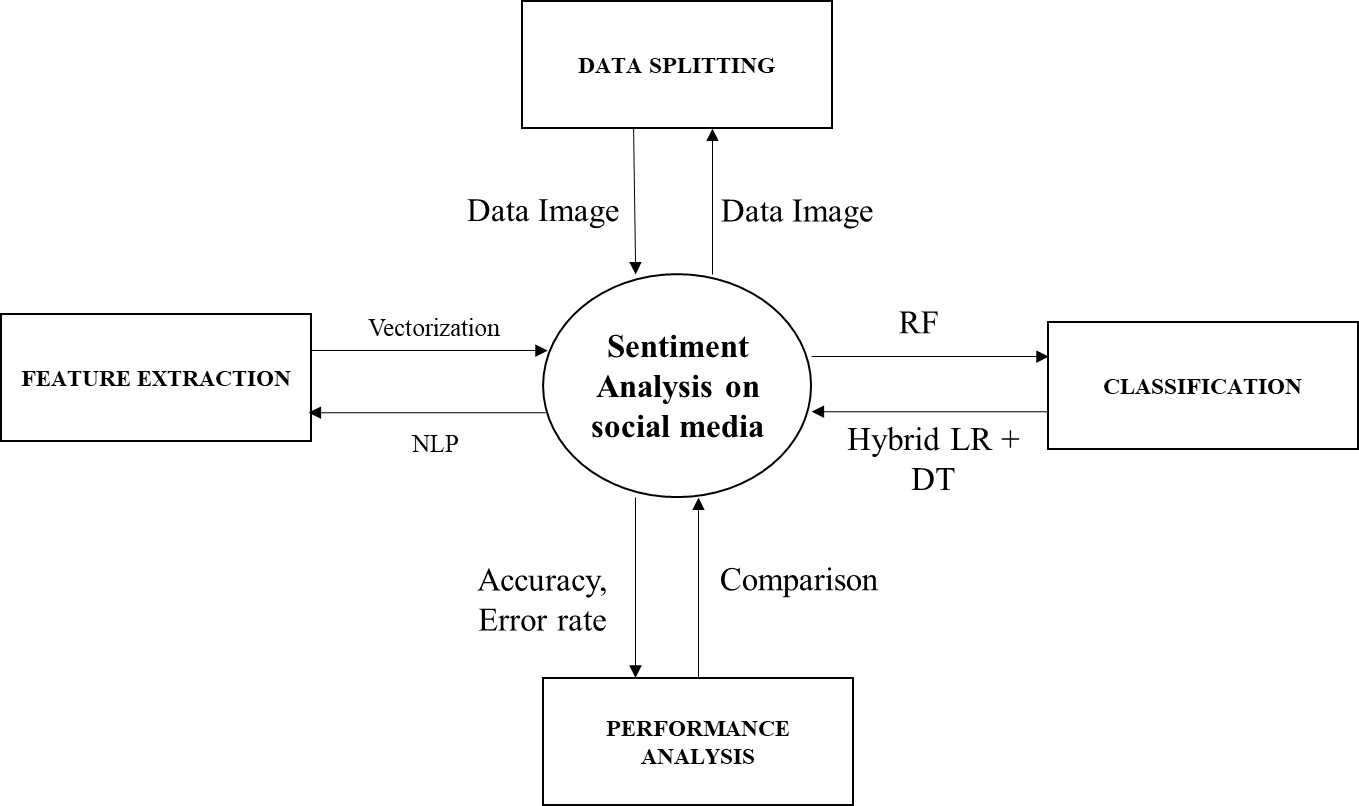 DATA SPLITTING
Data Image
Data Image
Vectorization
FEATURE EXTRACTION
NLP
Sentiment
Analysis on
social media
RF
CLASSIFICATION
Hybrid LR +
DT
Accuracy,
Error rate
Comparison
PERFORMANCE
ANALYSIS